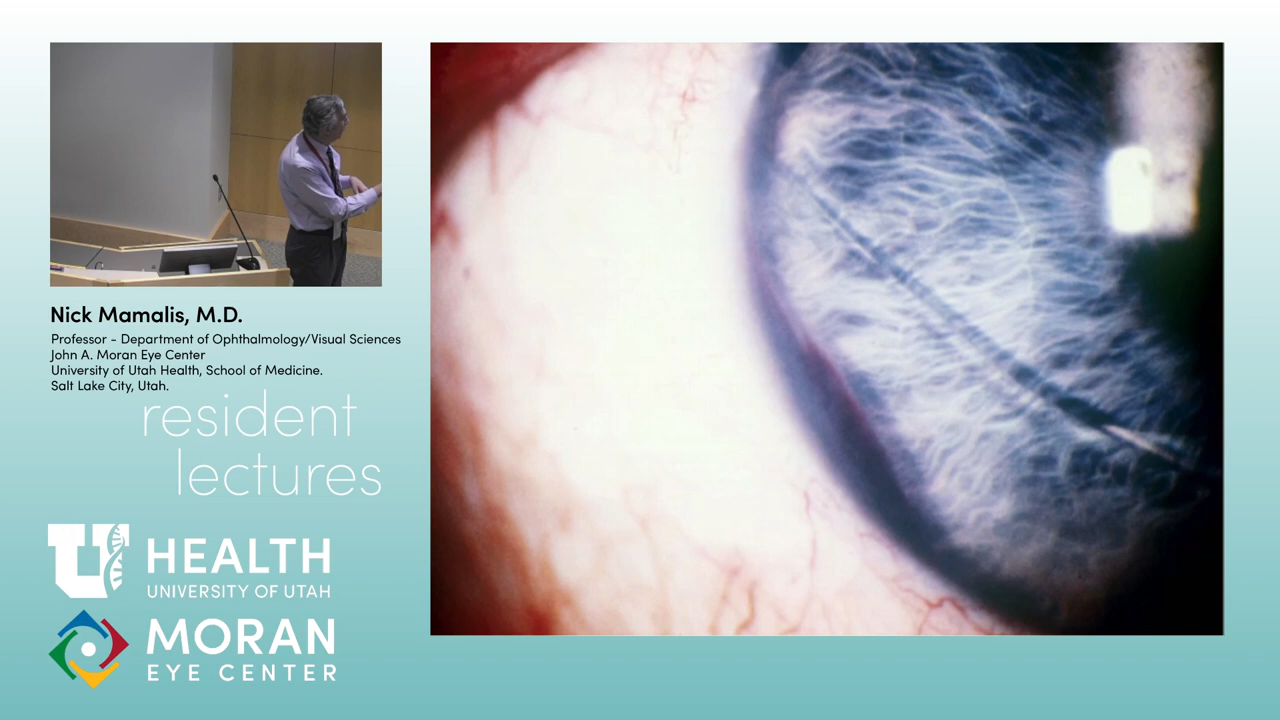 Nick Mamalis, M.D.
Professor - Department of Ophthalmology/Visual Sciences
John A. Moran Eye Center
University of Utah Health, School of Medicine.
Salt Lake City, Utah.
resident
lectures
U HEALTH
UNIVERSITY OF UTAH
MORAN
EYE CENTER